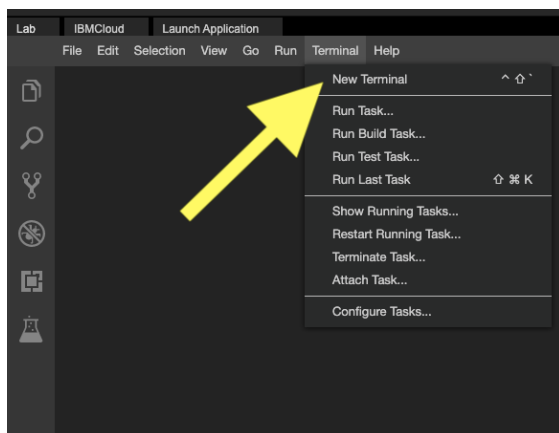 Lab IBMCloud Launch Application
File Edit Selection View Go Run Terminal Help
New Terminal ^ ⇧ `
Run Task...
Run Build Task...
Run Test Task...
Run Last Task ⇧ ⌘ K
Show Running Tasks...
Restart Running Task...
Terminate Task...
Attach Task...
Configure Tasks...